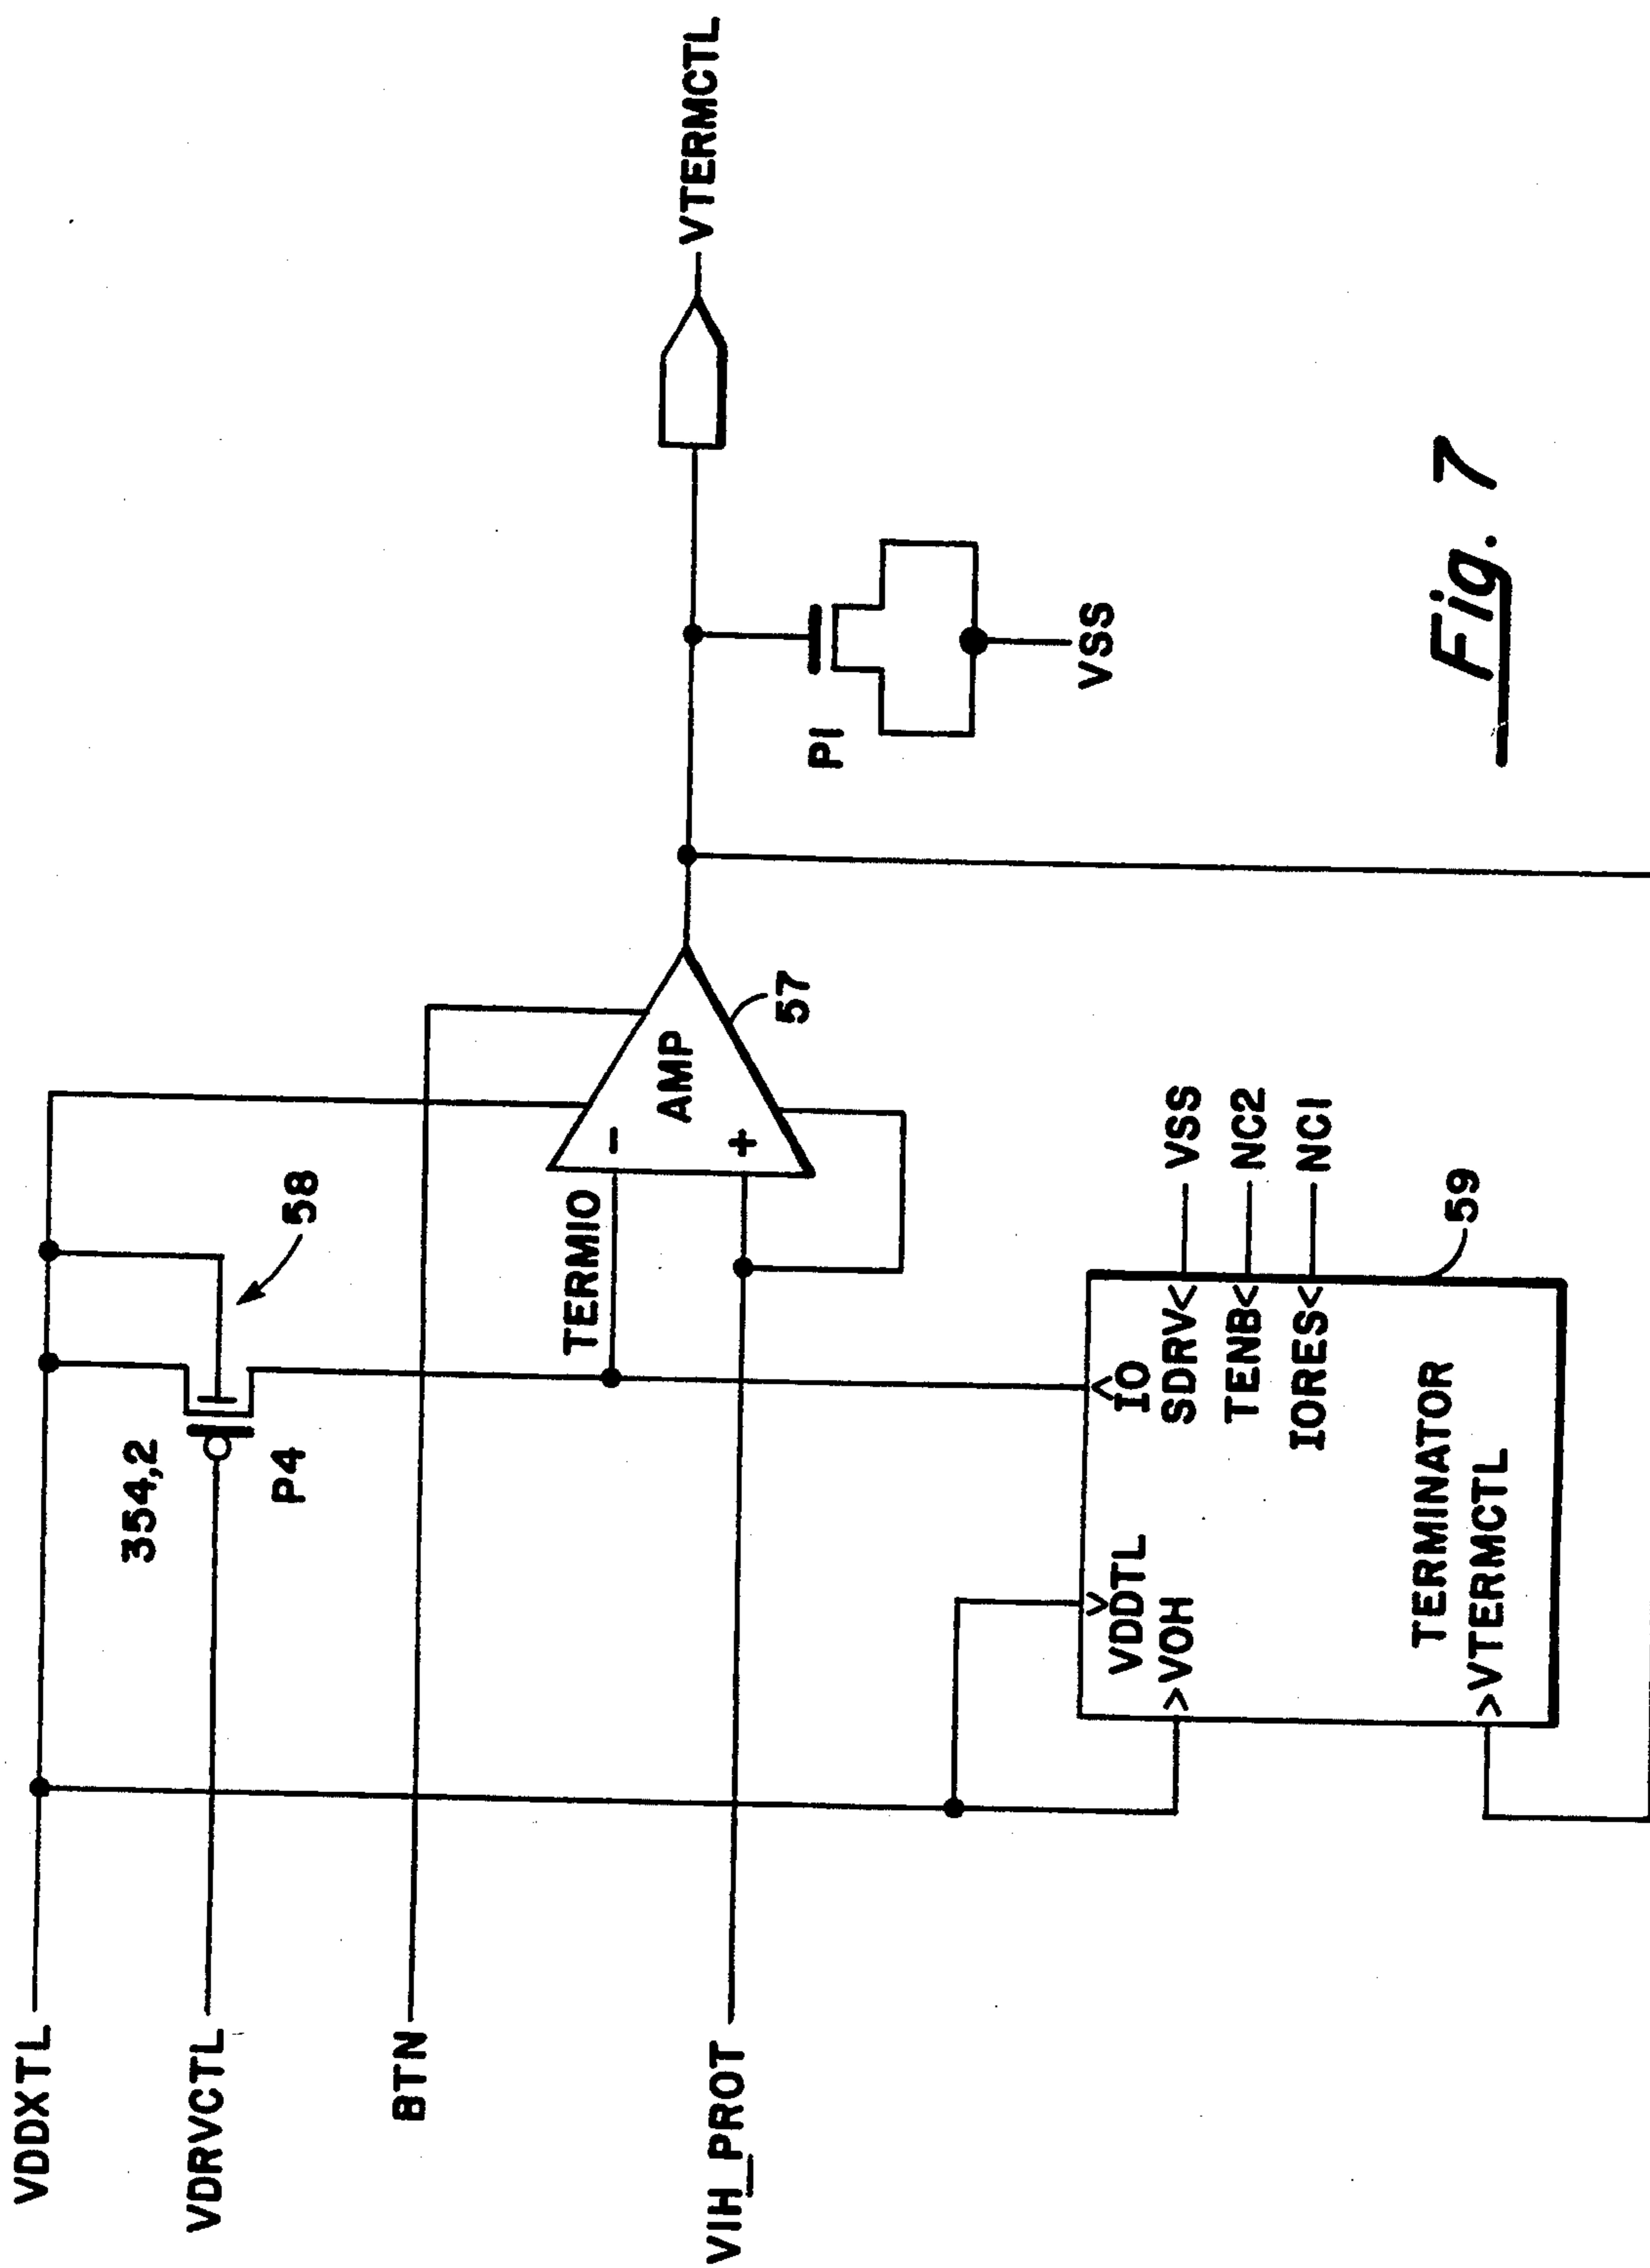 VDDXTL
VDRVCTL
BTN
VIH_PROT
354,2
P4
58
TERMIO
-
+
AMP
57
VTERMCTL
P1
VSS
VDDTL
>VOH
IO
SDRV<
VSS
TENB<
NC2
IORES<
NC1
TERMINATOR
>VTERMCTL
59
Fig. 7